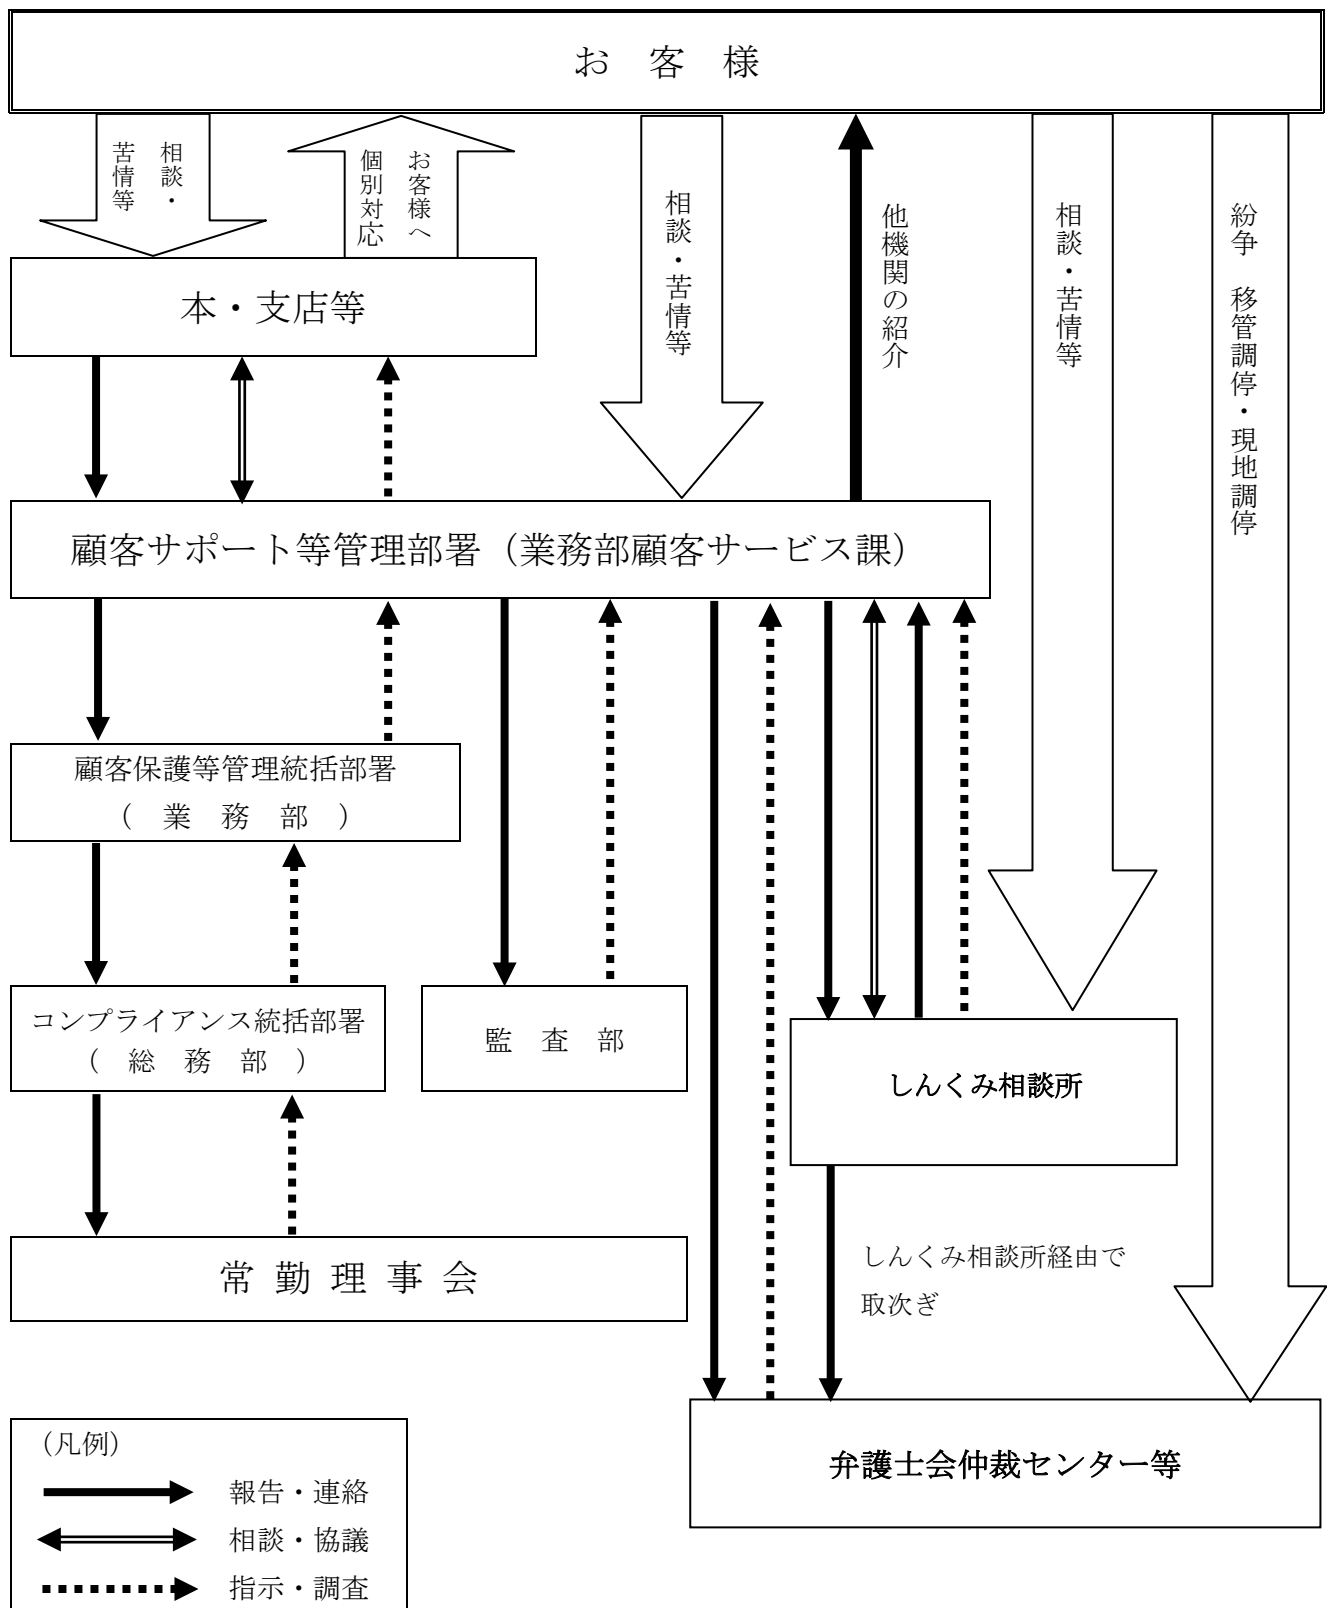 お 客 様
相談・
苦情等
お客様へ
個別対応
相談・苦情等
他機関の紹介
相談・苦情等
紛争 移管調停・現地調停
本・支店等
顧客サポート等管理部署（業務部顧客サービス課）
顧客保護等管理統括部署
（ 業 務 部 ）
コンプライアンス統括部署
（ 総 務 部 ）
監 査 部
しんくみ相談所
しんくみ相談所経由で
取次ぎ
常 勤 理 事 会
弁護士会仲裁センター等
（凡例）
報告・連絡
相談・協議
指示・調査